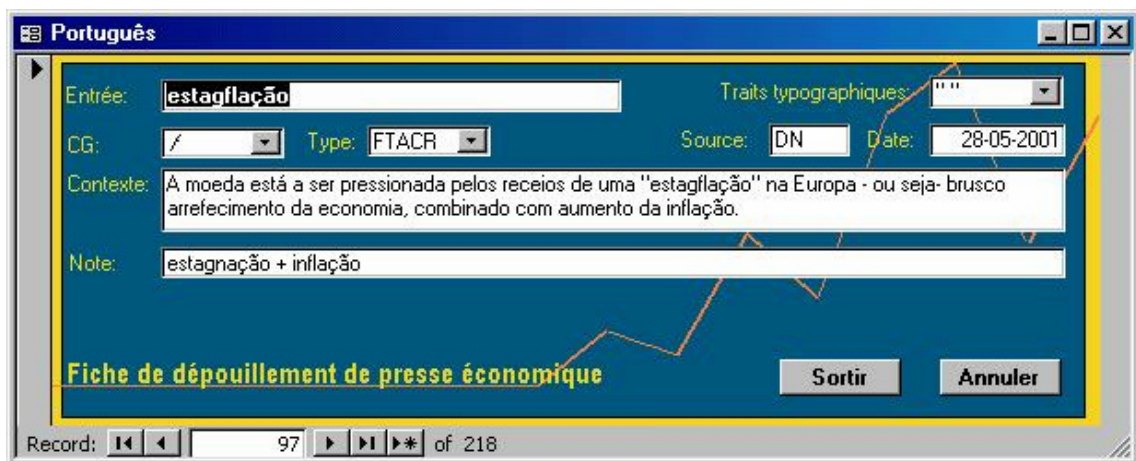 Português
Entrée: estagflação Traits typographiques: " "
CG: / Type: FTACR Source: DN Date: 28-05-2001
Contexte: A moeda está a ser pressionada pelos receios de uma "estagflação" na Europa - ou seja- brusco
arrefecimento da economia, combinado com aumento da inflação.
Note: estagnação + inflação
Fiche de dépouillement de presse économique Sortir Annuler
Record: 97 of 218